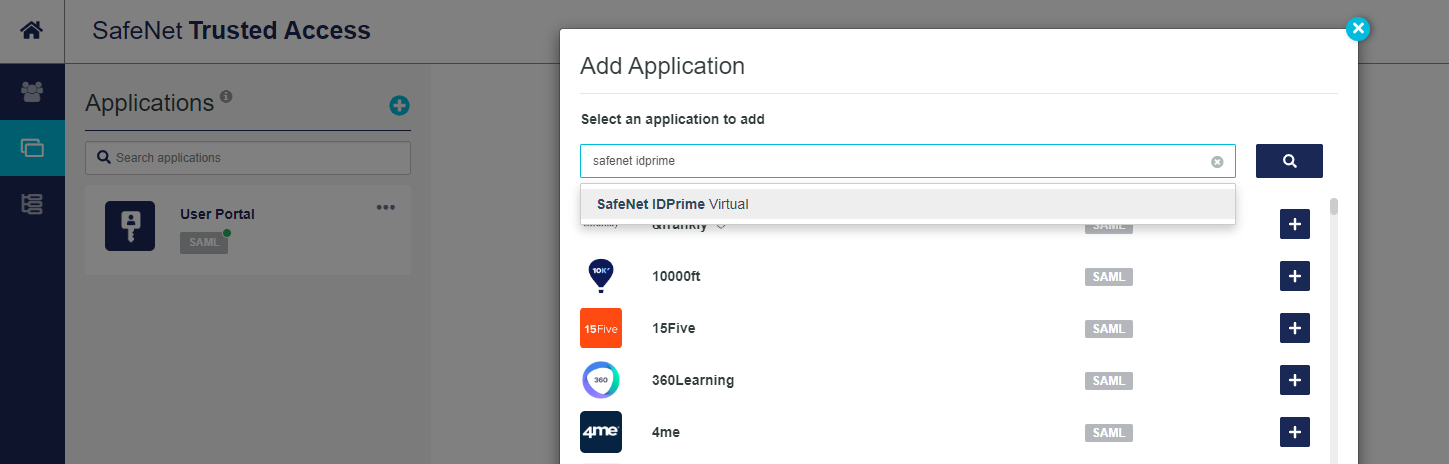 SafeNet Trusted Access
Applications
Search applications
User Portal
SAML
Add Application
Select an application to add
safenet idprime
SafeNet IDPrime Virtual
&frankly
SAML
10K
10000ft
SAML
15Five
15Five
SAML
360
360Learning
SAML
4me
4me
SAML